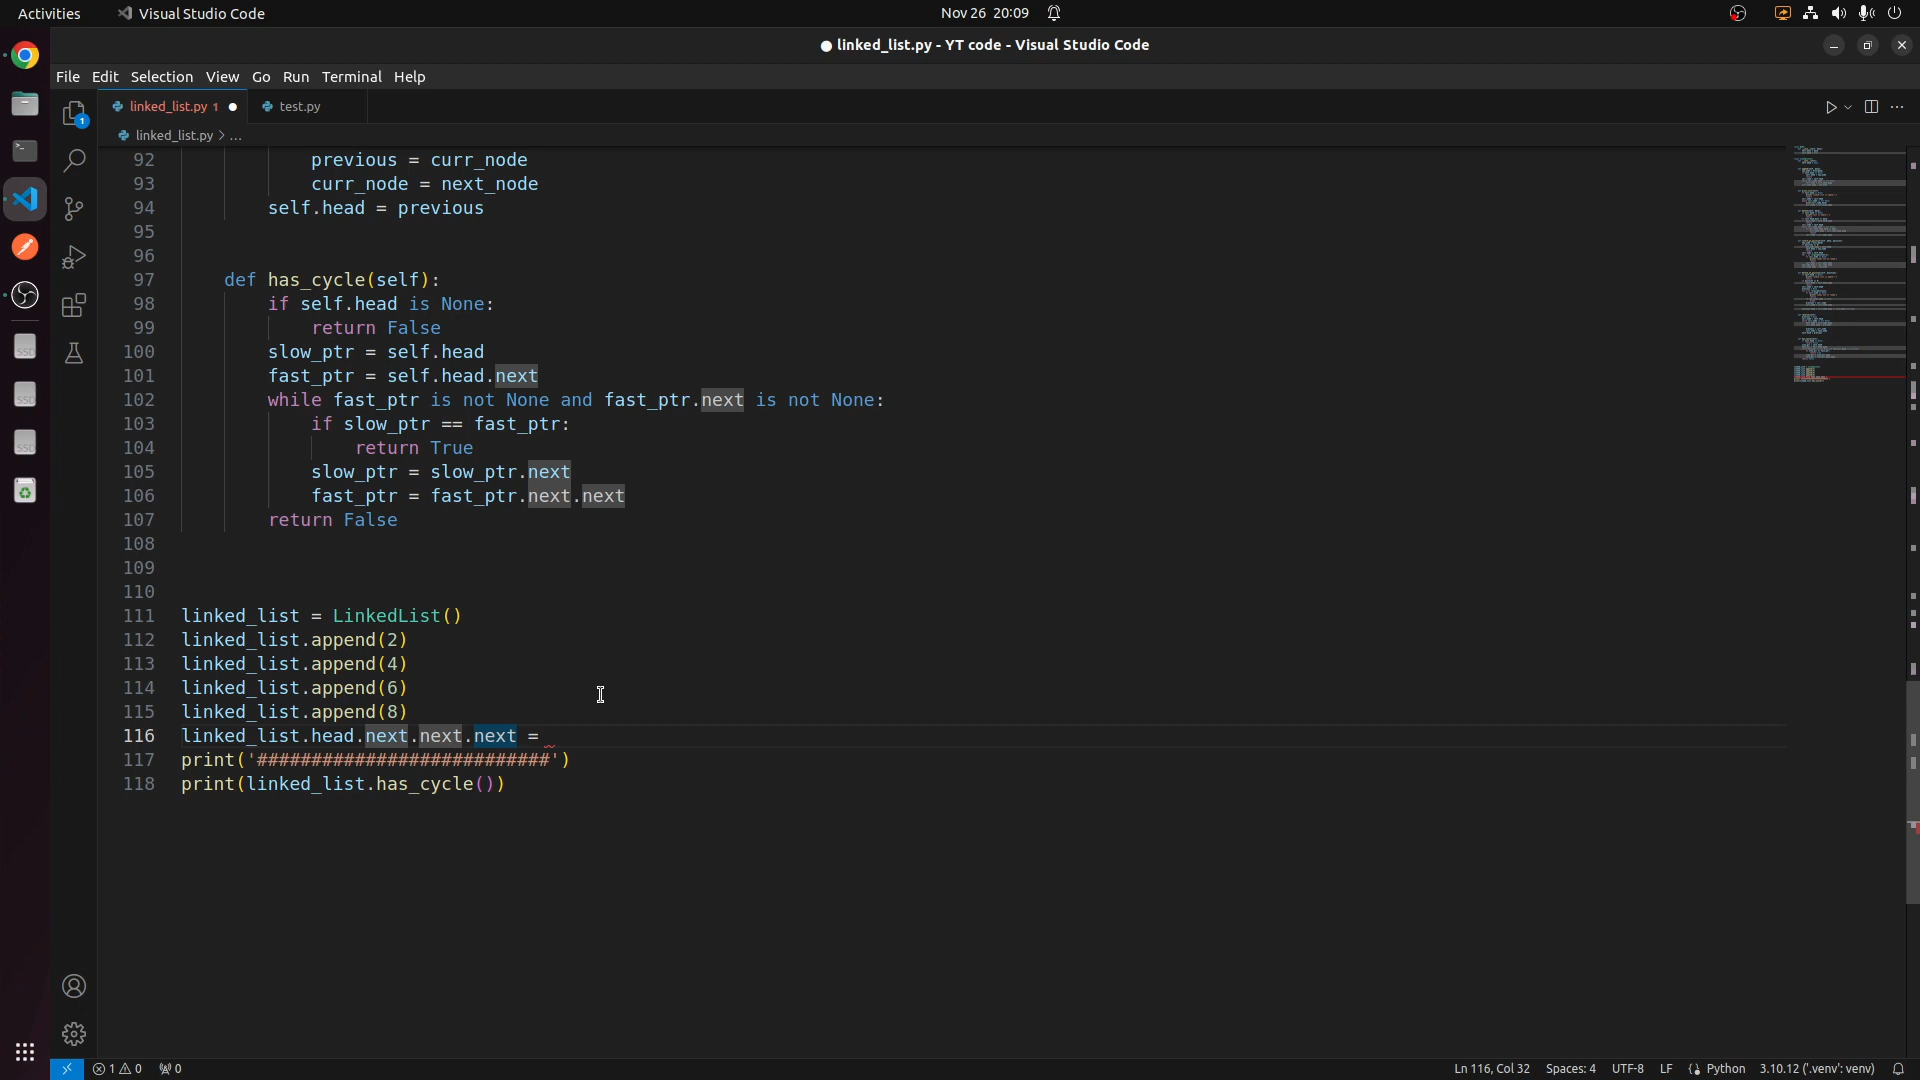 Activities
Visual Studio Code
Nov 26 20:09
● linked_list.py - YT code - Visual Studio Code
File Edit Selection View Go Run Terminal Help
linked_list.py 1
test.py
linked_list.py > ...
1
92 previous = curr_node
93 curr_node = next_node
94 self.head = previous
95
96
97 def has_cycle(self):
98 if self.head is None:
99 return False
100 slow_ptr = self.head
101 fast_ptr = self.head.next
102 while fast_ptr is not None and fast_ptr.next is not None:
103 if slow_ptr == fast_ptr:
104 return True
105 slow_ptr = slow_ptr.next
106 fast_ptr = fast_ptr.next.next
107 return False
108
109
110
111 linked_list = LinkedList()
112 linked_list.append(2)
113 linked_list.append(4)
114 linked_list.append(6)
115 linked_list.append(8)
116 linked_list.head.next.next.next =
117 print('###########################')
118 print(linked_list.has_cycle())
SSD
SSD
SSD
1 0 0
Ln 116, Col 32 Spaces: 4 UTF-8 LF Python 3.10.12 ('.venv': venv)